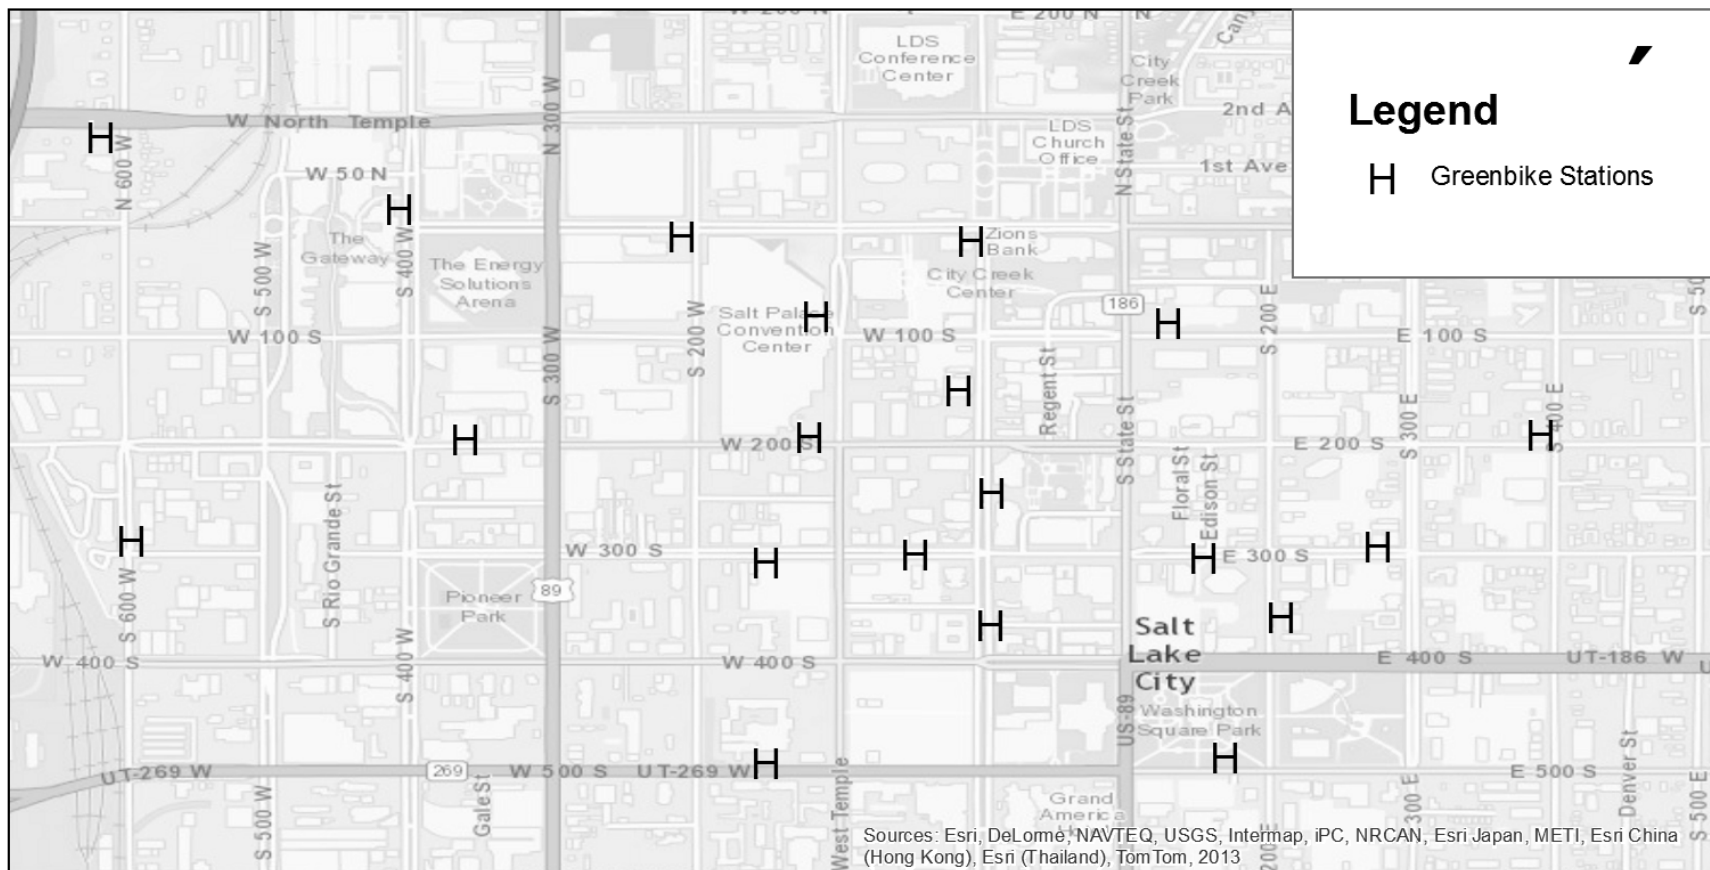 W 200 N
E 200 N
N
LDS
Conference
Center
City
Creek
Park
2nd A
W North Temple
N 300 W
N 600 W
LDS
Church
Office
N State St
1st Ave
W 50 N
H
H
H
H
Zions
Bank
The
Gateway
S 500 W
S 400 W
The Energy
Solutions
Arena
City Creek
Center
186
H
H
Salt Palace
Convention
Center
S 200 W
W 100 S
W 100 S
E 100 S
S 200 E
S 50
S 300 W
Regent St
H
S State St
S 300 E
S 400 E
H
H
H
W 200 S
E 200 S
H
Floral St
Edison St
S Rio Grande St
H
W 300 S
H
H
H
E 300 S
H
89
Pioneer
Park
S 600 W
H
H
Salt
Lake
City
W 400 S
S 400 W
W 400 S
E 400 S
UT-186 W
U
US-89
Washington
Square Park
H
H
UT-269 W
269
W 500 S
UT-269 W
E 500 S
Denver St
S 500 W
Gale St
West Temple
Grand
America
300 E
S 500 E
200 E
Legend
H Greenbike Stations
Sources: Esri, DeLorme, NAVTEQ, USGS, Intermap, iPC, NRCAN, Esri Japan, METI, Esri China
(Hong Kong), Esri (Thailand), TomTom, 2013